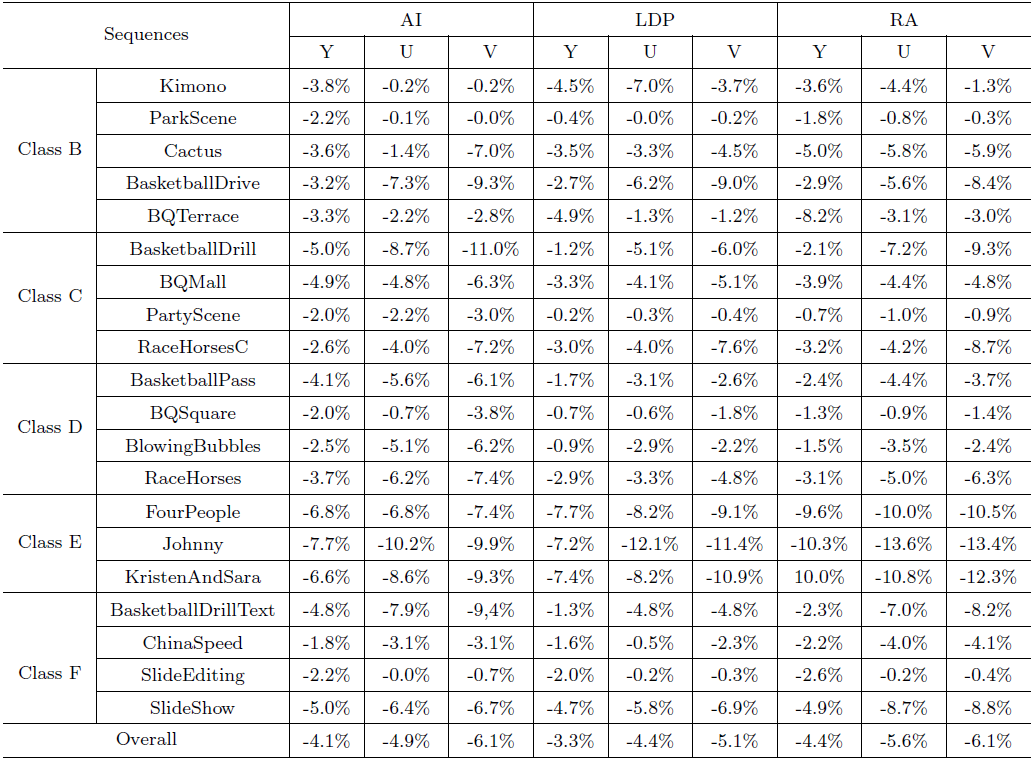 Sequences AI LDP RA
Y U V Y U V Y U V
Class B
Kimono -3.8% -0.2% -0.2% -4.5% -7.0% -3.7% -3.6% -4.4% -1.3%
ParkScene -2.2% -0.1% -0.0% -0.4% -0.0% -0.2% -1.8% -0.8% -0.3%
Cactus -3.6% -1.4% -7.0% -3.5% -3.3% -4.5% -5.0% -5.8% -5.9%
BasketballDrive -3.2% -7.3% -9.3% -2.7% -6.2% -9.0% -2.9% -5.6% -8.4%
BQTerrace -3.3% -2.2% -2.8% -4.9% -1.3% -1.2% -8.2% -3.1% -3.0%
Class C
BasketballDrill -5.0% -8.7% -11.0% -1.2% -5.1% -6.0% -2.1% -7.2% -9.3%
BQMall -4.9% -4.8% -6.3% -3.3% -4.1% -5.1% -3.9% -4.4% -4.8%
PartyScene -2.0% -2.2% -3.0% -0.2% -0.3% -0.4% -0.7% -1.0% -0.9%
RaceHorsesC -2.6% -4.0% -7.2% -3.0% -4.0% -7.6% -3.2% -4.2% -8.7%
Class D
BasketballPass -4.1% -5.6% -6.1% -1.7% -3.1% -2.6% -2.4% -4.4% -3.7%
BQSquare -2.0% -0.7% -3.8% -0.7% -0.6% -1.8% -1.3% -0.9% -1.4%
BlowingBubbles -2.5% -5.1% -6.2% -0.9% -2.9% -2.2% -1.5% -3.5% -2.4%
RaceHorses -3.7% -6.2% -7.4% -2.9% -3.3% -4.8% -3.1% -5.0% -6.3%
Class E
FourPeople -6.8% -6.8% -7.4% -7.7% -8.2% -9.1% -9.6% -10.0% -10.5%
Johnny -7.7% -10.2% -9.9% -7.2% -12.1% -11.4% -10.3% -13.6% -13.4%
KristenAndSara -6.6% -8.6% -9.3% -7.4% -8.2% -10.9% 10.0% -10.8% -12.3%
Class F
BasketballDrillText -4.8% -7.9% -9,4% -1.3% -4.8% -4.8% -2.3% -7.0% -8.2%
ChinaSpeed -1.8% -3.1% -3.1% -1.6% -0.5% -2.3% -2.2% -4.0% -4.1%
SlideEditing -2.2% -0.0% -0.7% -2.0% -0.2% -0.3% -2.6% -0.2% -0.4%
SlideShow -5.0% -6.4% -6.7% -4.7% -5.8% -6.9% -4.9% -8.7% -8.8%
Overall -4.1% -4.9% -6.1% -3.3% -4.4% -5.1% -4.4% -5.6% -6.1%